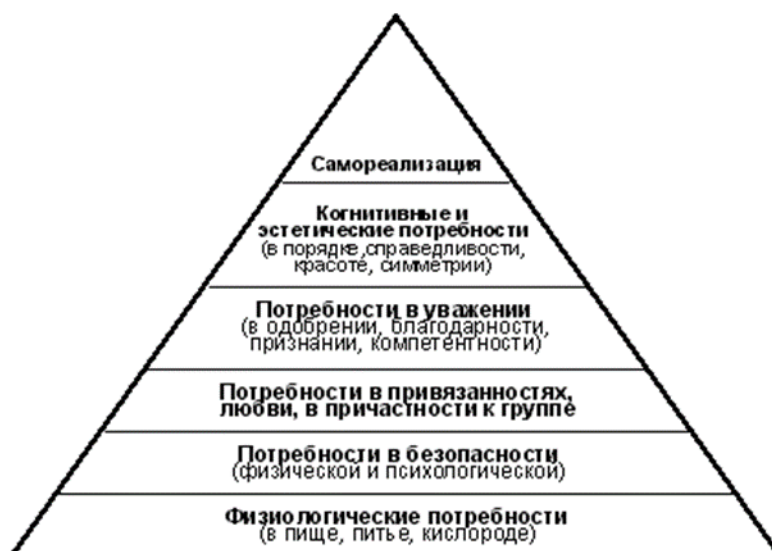 Самореализация
Когнитивные и
эстетические потребности
(в порядке,справедливости,
красоте, симметрии)
Потребности в уважении
(в одобрении, благодарности,
признании, компетентности)
Потребности в привязанностях,
любви, в причастности к группе
Потребности в безопасности
(физической и психологической)
Физиологические потребности
(в пище, питье, кислороде)